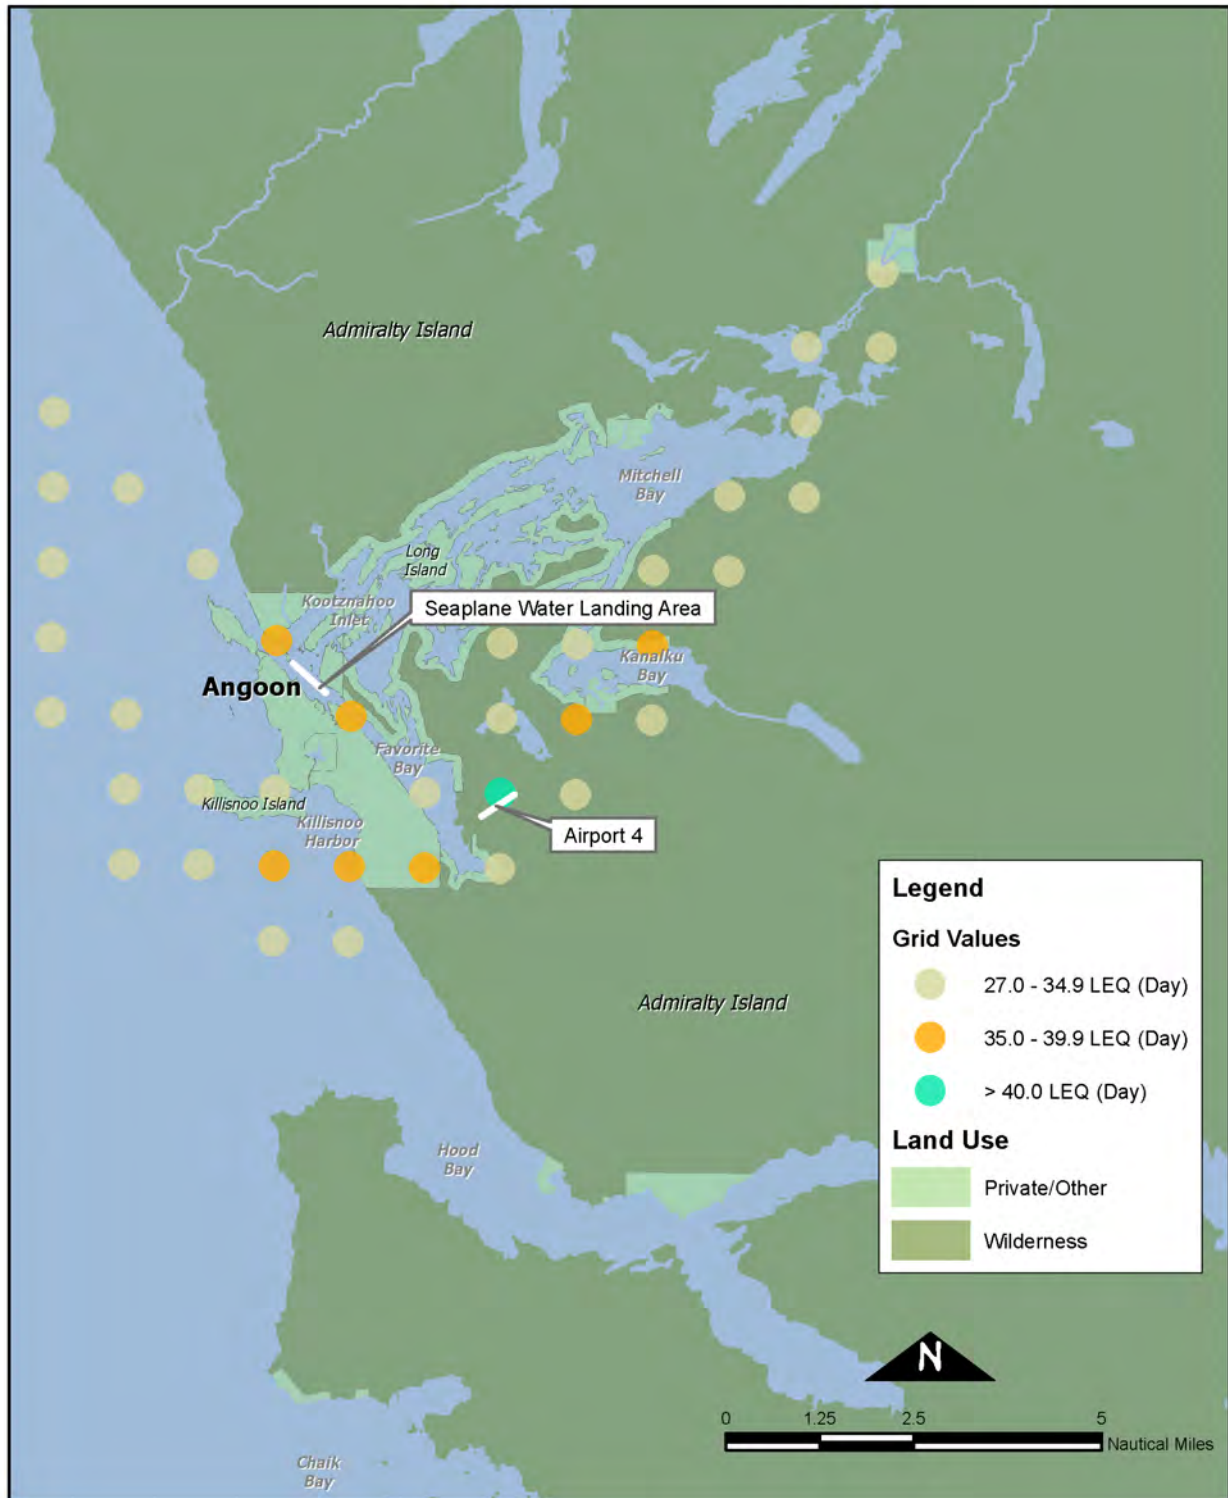 Admiralty Island
Mitchell
Bay
Long
Island
Kootznahoo
Inlet
Seaplane Water Landing Area
Kanalku
Bay
Angoon
Favorite
Bay
Killisnoo Island
Killisnoo
Harbor
Airport 4
Admiralty Island
Hood
Bay
Chaik
Bay
Legend
Grid Values
27.0 - 34.9 LEQ (Day)
35.0 - 39.9 LEQ (Day)
> 40.0 LEQ (Day)
Land Use
Private/Other
Wilderness
N
0 1.25 2.5 5
Nautical Miles